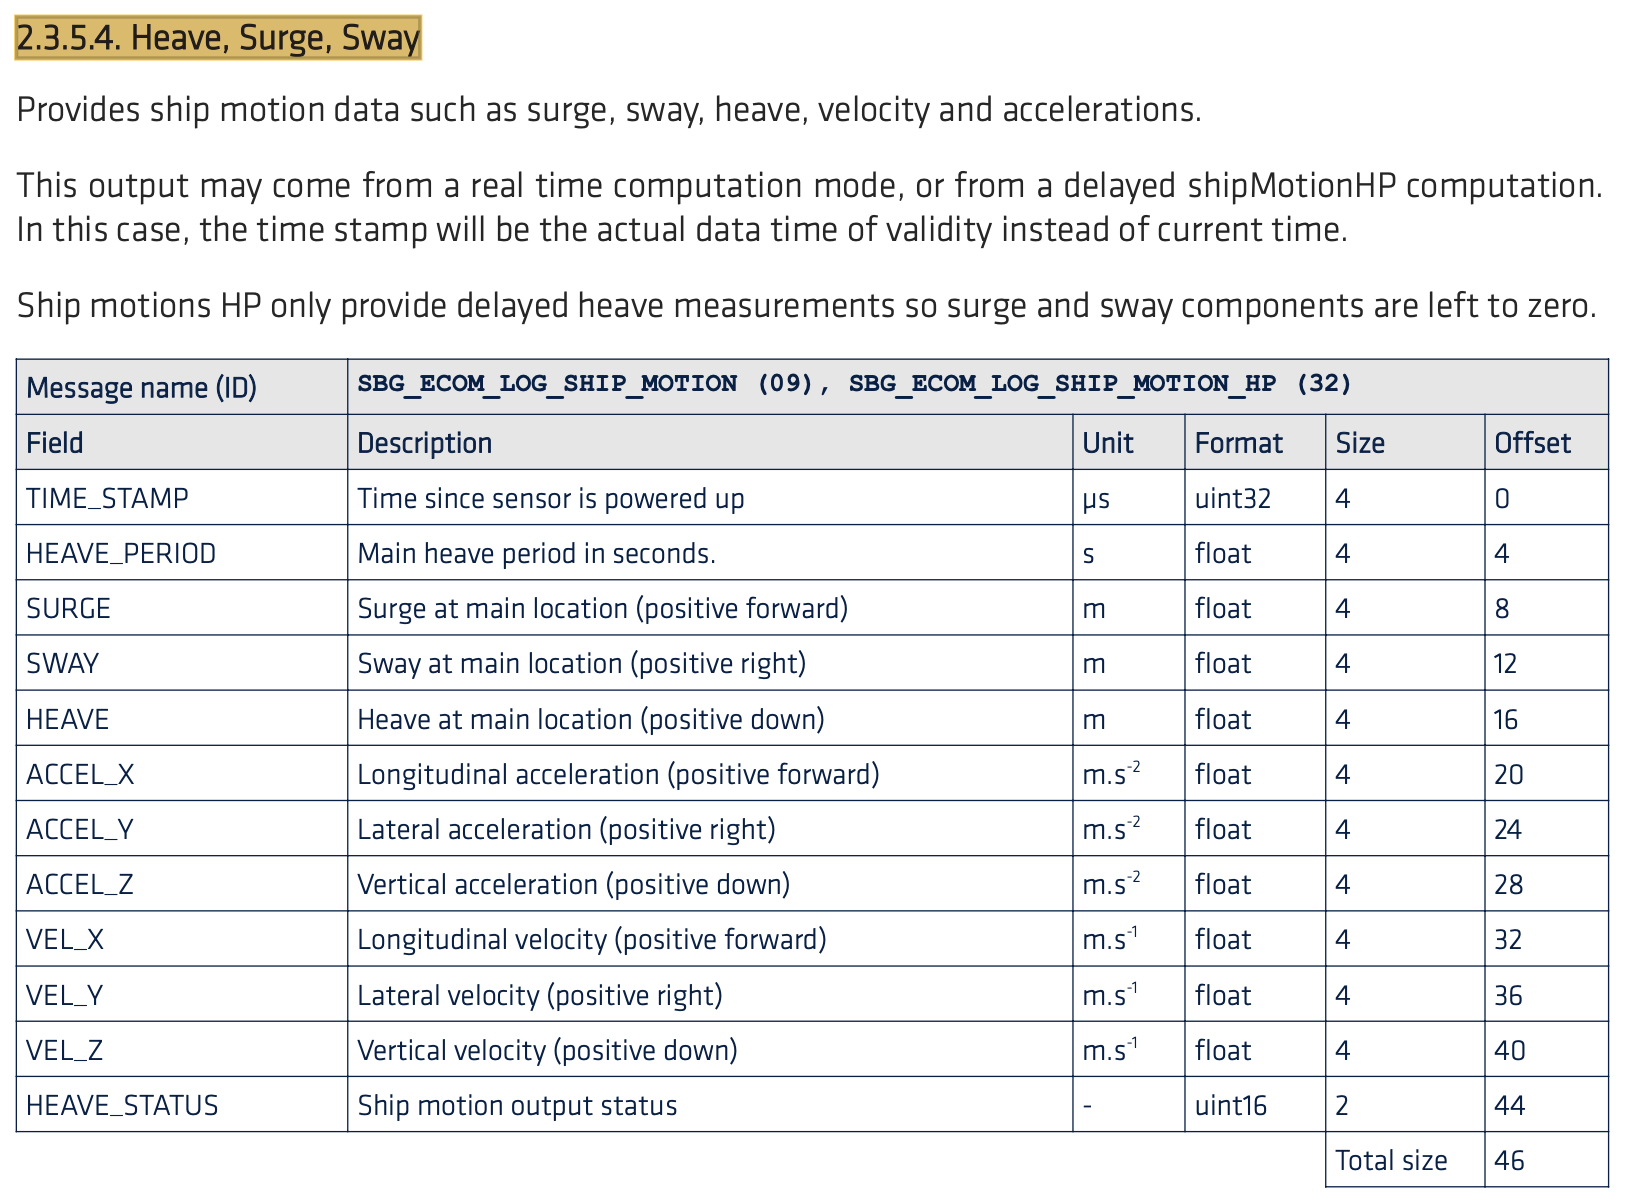 2.3.5.4. Heave, Surge, Sway
Provides ship motion data such as surge, sway, heave, velocity and accelerations.
This output may come from a real time computation mode, or from a delayed shipMotionHP computation.
In this case, the time stamp will be the actual data time of validity instead of current time.
Ship motions HP only provide delayed heave measurements so surge and sway components are left to zero.
Message name (ID) SBG_ECOM_LOG_SHIP_MOTION (09), SBG_ECOM_LOG_SHIP_MOTION_HP (32)
Field Description Unit Format Size Offset
TIME_STAMP Time since sensor is powered up µs uint32 4 0
HEAVE_PERIOD Main heave period in seconds. s float 4 4
SURGE Surge at main location (positive forward) m float 4 8
SWAY Sway at main location (positive right) m float 4 12
HEAVE Heave at main location (positive down) m float 4 16
ACCEL_X Longitudinal acceleration (positive forward) m.s⁻² float 4 20
ACCEL_Y Lateral acceleration (positive right) m.s⁻² float 4 24
ACCEL_Z Vertical acceleration (positive down) m.s⁻² float 4 28
VEL_X Longitudinal velocity (positive forward) m.s⁻¹ float 4 32
VEL_Y Lateral velocity (positive right) m.s⁻¹ float 4 36
VEL_Z Vertical velocity (positive down) m.s⁻¹ float 4 40
HEAVE_STATUS Ship motion output status - uint16 2 44
Total size 46